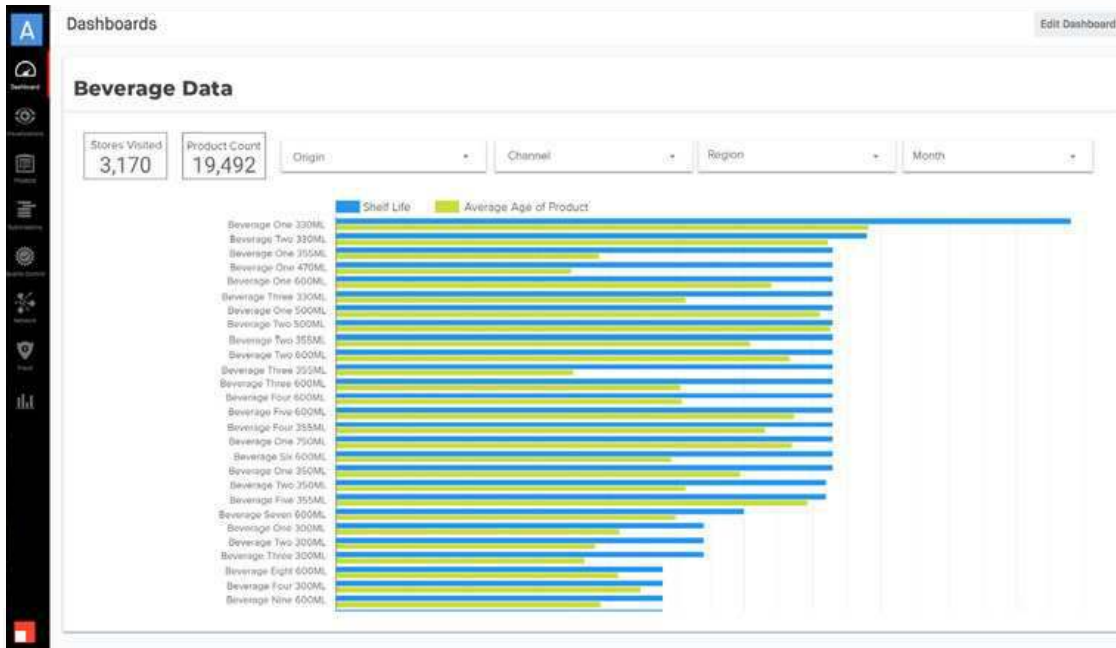 A
Dashboards
Edit Dashboard
Dashboard
Beverage Data
Stores Visited
3,170
Product Count
19,492
Origin
Channel
Region
Month
Shelf Life
Average Age of Product
Beverage One 330ML
Beverage Two 330ML
Beverage One 355ML
Beverage One 470ML
Beverage One 600ML
Beverage Three 330ML
Beverage One 500ML
Beverage Two 500ML
Beverage Two 355ML
Beverage Two 600ML
Beverage Three 355ML
Beverage Three 600ML
Beverage Four 600ML
Beverage Five 600ML
Beverage Four 355ML
Beverage One 750ML
Beverage Six 600ML
Beverage One 350ML
Beverage Two 350ML
Beverage Five 355ML
Beverage Seven 600ML
Beverage One 300ML
Beverage Two 300ML
Beverage Three 300ML
Beverage Eight 600ML
Beverage Four 300ML
Beverage Nine 600ML